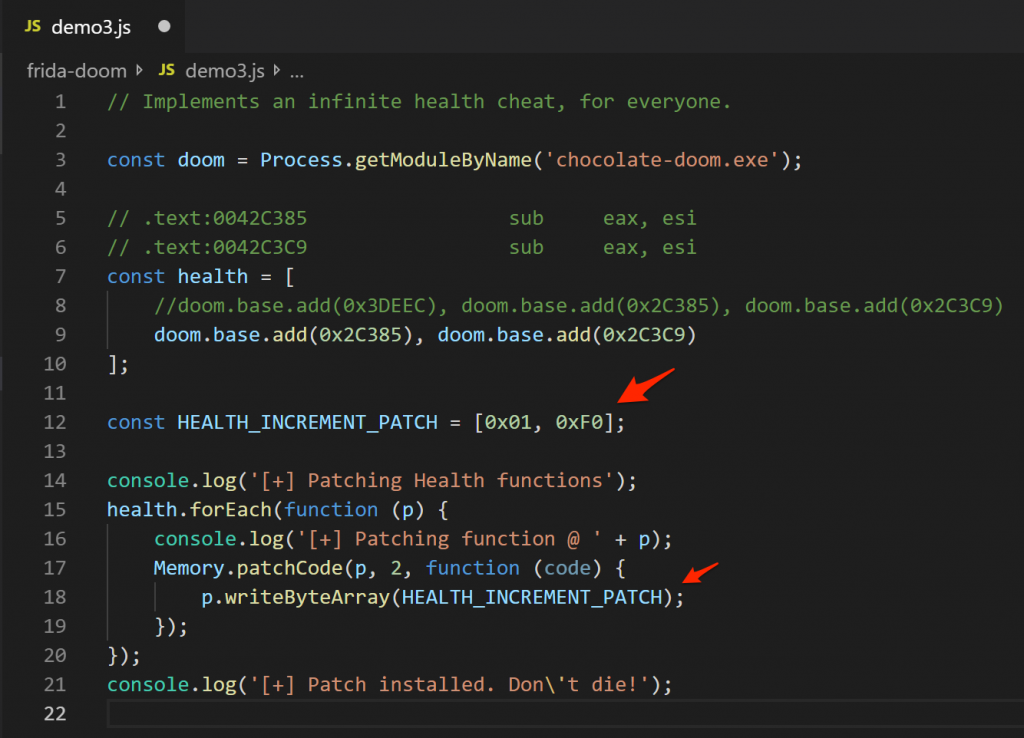 JS demo3.js
frida-doom JS demo3.js ...
1 // Implements an infinite health cheat, for everyone.
2
3 const doom = Process.getModuleByName('chocolate-doom.exe');
4
5 // .text:0042C385                 sub     eax, esi
6 // .text:0042C3C9                 sub     eax, esi
7 const health = [
8     //doom.base.add(0x3DEEC), doom.base.add(0x2C385), doom.base.add(0x2C3C9)
9     doom.base.add(0x2C385), doom.base.add(0x2C3C9)
10 ];
11
12 const HEALTH_INCREMENT_PATCH = [0x01, 0xF0];
13
14 console.log('[+] Patching Health functions');
15 health.forEach(function (p) {
16     console.log('[+] Patching function @ ' + p);
17     Memory.patchCode(p, 2, function (code) {
18         p.writeByteArray(HEALTH_INCREMENT_PATCH);
19     });
20 });
21 console.log('[+] Patch installed. Don\'t die!');
22